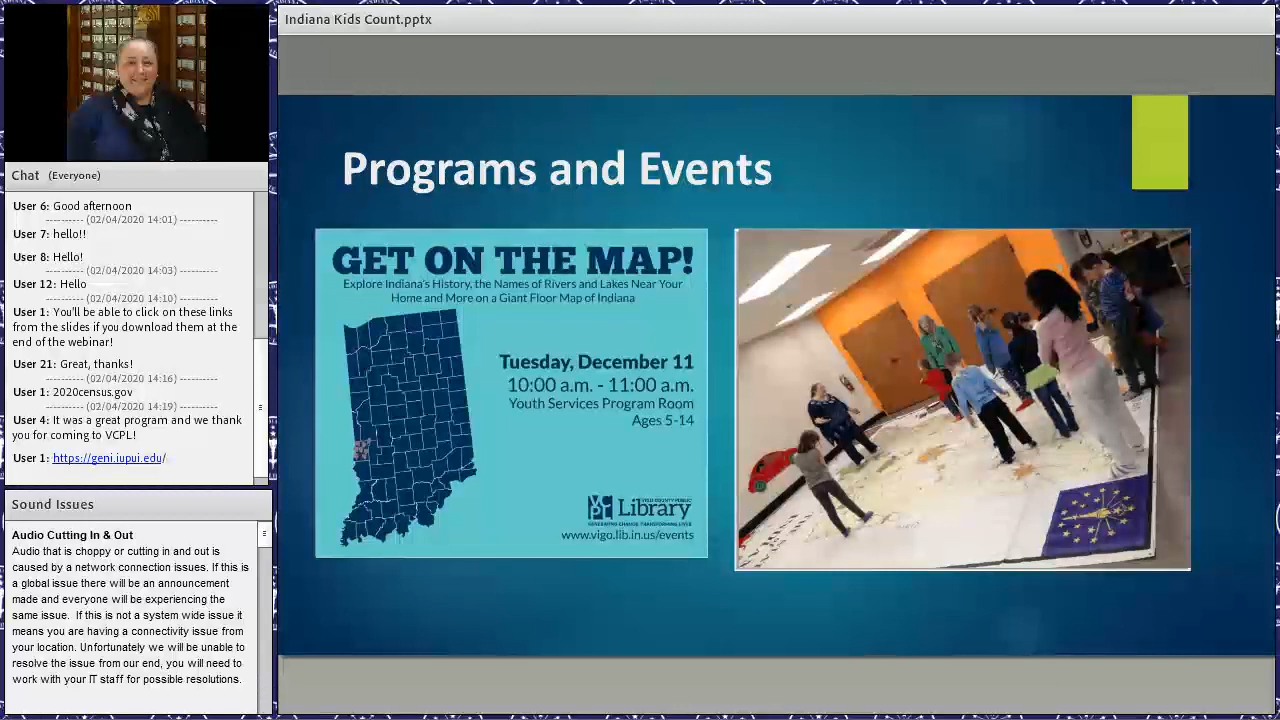 Indiana Kids Count.pptx
Chat (Everyone)
User 6: Good afternoon
---------- (02/04/2020 14:01) ----------
User 7: hello!!
User 8: Hello!
---------- (02/04/2020 14:03) ----------
User 12: Hello
---------- (02/04/2020 14:10) ----------
User 1: You'll be able to click on these links
from the slides if you download them at the
end of the webinar!
User 21: Great, thanks!
---------- (02/04/2020 14:16) ----------
User 1: 2020census.gov
---------- (02/04/2020 14:19) ----------
User 4: It was a great program and we thank
you for coming to VCPL!
User 1: https://geni.iupui.edu/
Sound Issues
Audio Cutting In & Out
Audio that is choppy or cutting in and out is
caused by a network connection issues. If this is
a global issue there will be an announcement
made and everyone will be experiencing the
same issue.  If this is not a system wide issue it
means you are having a connectivity issue from
your location. Unfortunately we will be unable to
resolve the issue from our end, you will need to
work with your IT staff for possible resolutions.
Programs and Events
GET ON THE MAP!
Explore Indiana's History, the Names of Rivers and Lakes Near Your
Home and More on a Giant Floor Map of Indiana
Tuesday, December 11
10:00 a.m. - 11:00 a.m.
Youth Services Program Room
Ages 5-14
VIGO COUNTY PUBLIC
Library
GENERATING CHANGE. TRANSFORMING LIVES
www.vigo.lib.in.us/events